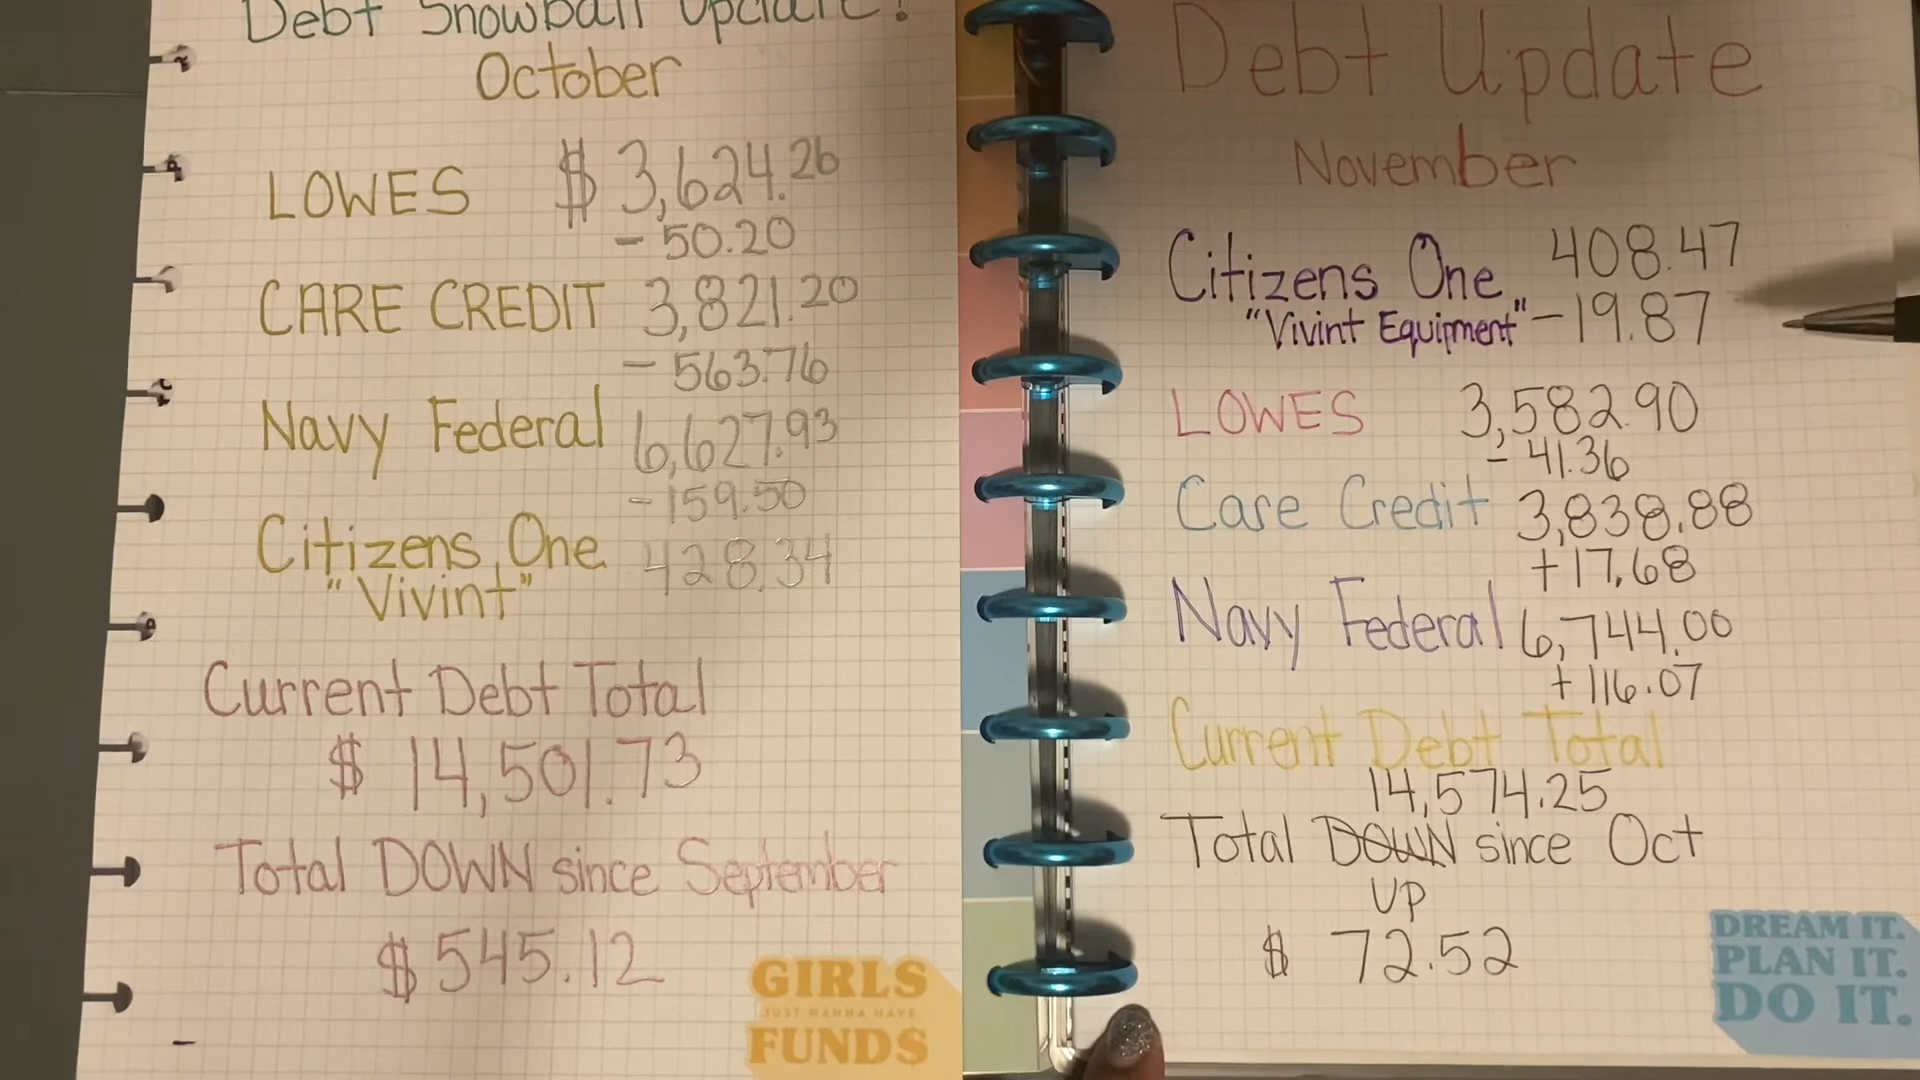 Debt Snowball Update!
October
LOWES $ 3,624.26
- 50.20
CARE CREDIT 3,821.20
- 563.76
Navy Federal 6,627.93
- 159.50
Citizens One 428.34
"Vivint"
Current Debt Total
$ 14,501.73
Total DOWN since September
$ 545.12
GIRLS
JUST WANNA HAVE
FUNDS
Debt Update
November
Citizens One 408.47
"Vivint Equipment" -19.87
LOWES 3,582.90
- 41.36
Care Credit 3,838.88
+17.68
Navy Federal 6,744.00
+ 116.07
Current Debt Total
14,574.25
Total DOWN since Oct
UP
$ 72.52
DREAM IT.
PLAN IT.
DO IT.